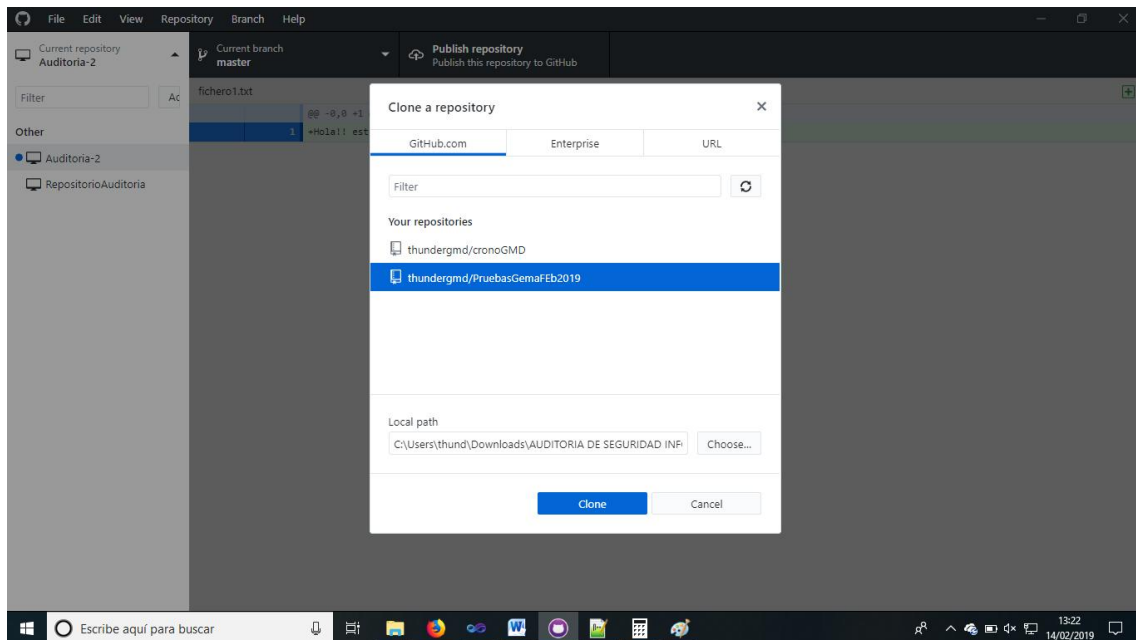 File Edit View Repository Branch Help
Current repository
Auditoria-2
Current branch
master
Publish repository
Publish this repository to GitHub
Filter
Ac
fichero1.txt
@@ -0,0 +1
1 +Hola!! est
Other
Auditoria-2
RepositorioAuditoria
Clone a repository
GitHub.com Enterprise URL
Filter
Your repositories
thundergmd/cronoGMD
thundergmd/PruebasGemaFEb2019
Local path
C:\Users\thund\Downloads\AUDITORIA DE SEGURIDAD INF
Choose...
Clone Cancel
Escribe aquí para buscar
13:22
14/02/2019